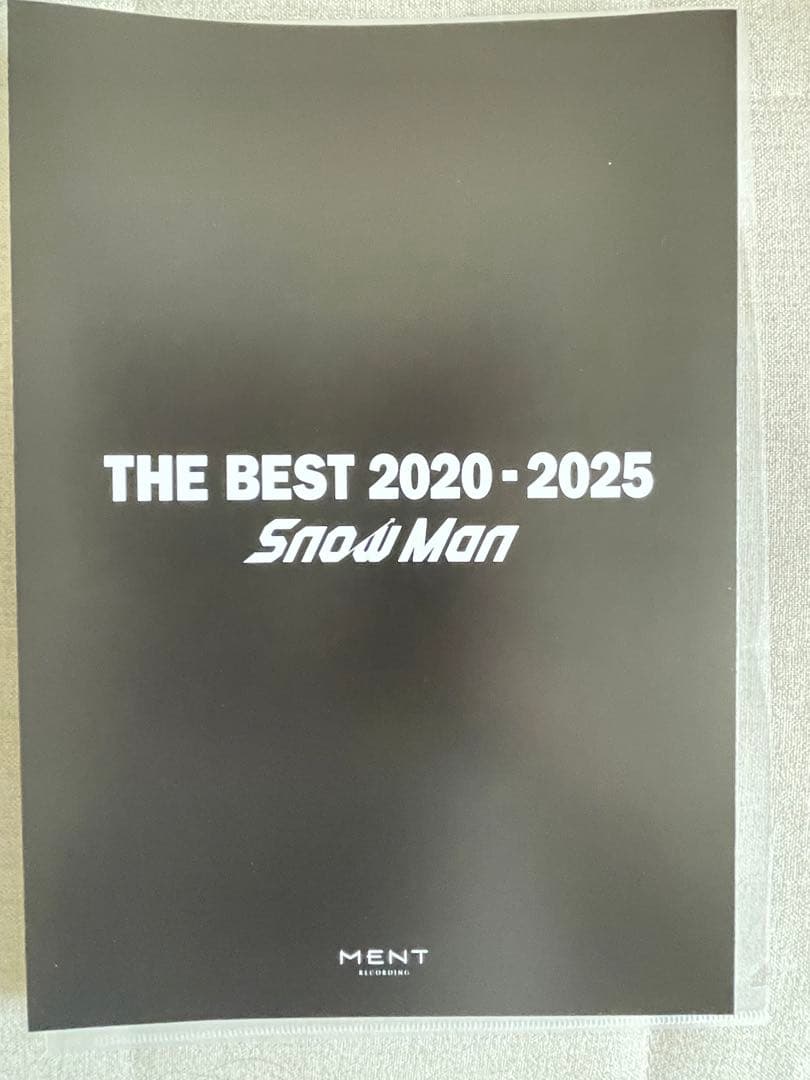 THE BEST 2020-2025
Snow Man
MENT
RECORDING